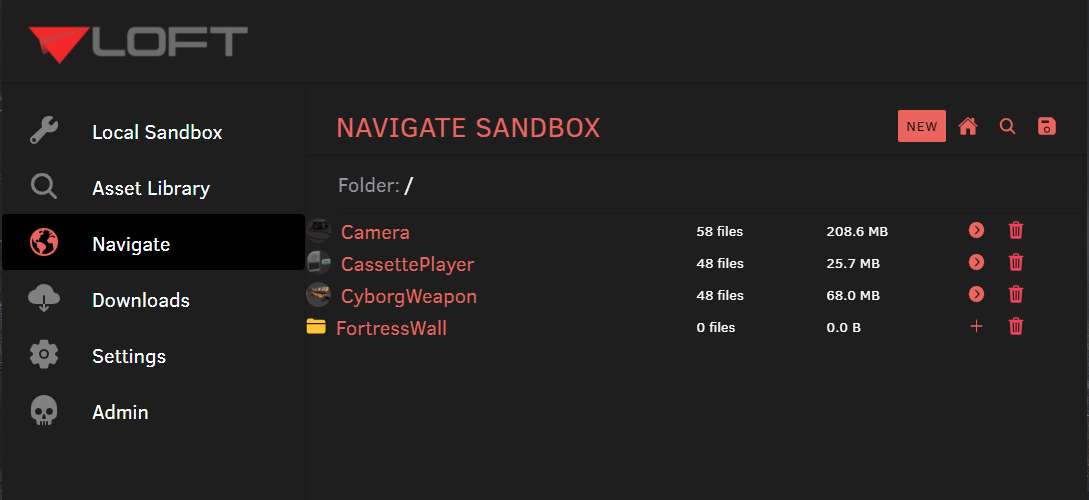 LOFT
Local Sandbox
Asset Library
Navigate
Downloads
Settings
Admin
NAVIGATE SANDBOX
NEW
Folder: /
Camera 58 files 208.6 MB
CassettePlayer 48 files 25.7 MB
CyborgWeapon 48 files 68.0 MB
FortressWall 0 files 0.0 B